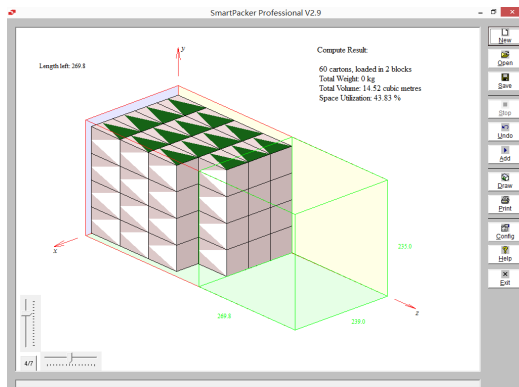 SmartPacker Professional V2.9
Length left: 269.8
y
Compute Result:
60 cartons, loaded in 2 blocks
Total Weight: 0 kg
Total Volume: 14.52 cubic metres
Space Utilization: 43.83 %
x
z
235.0
269.8
239.0
4/7
New
Open
Save
Stop
Undo
Add
Draw
Print
Config
Help
Exit